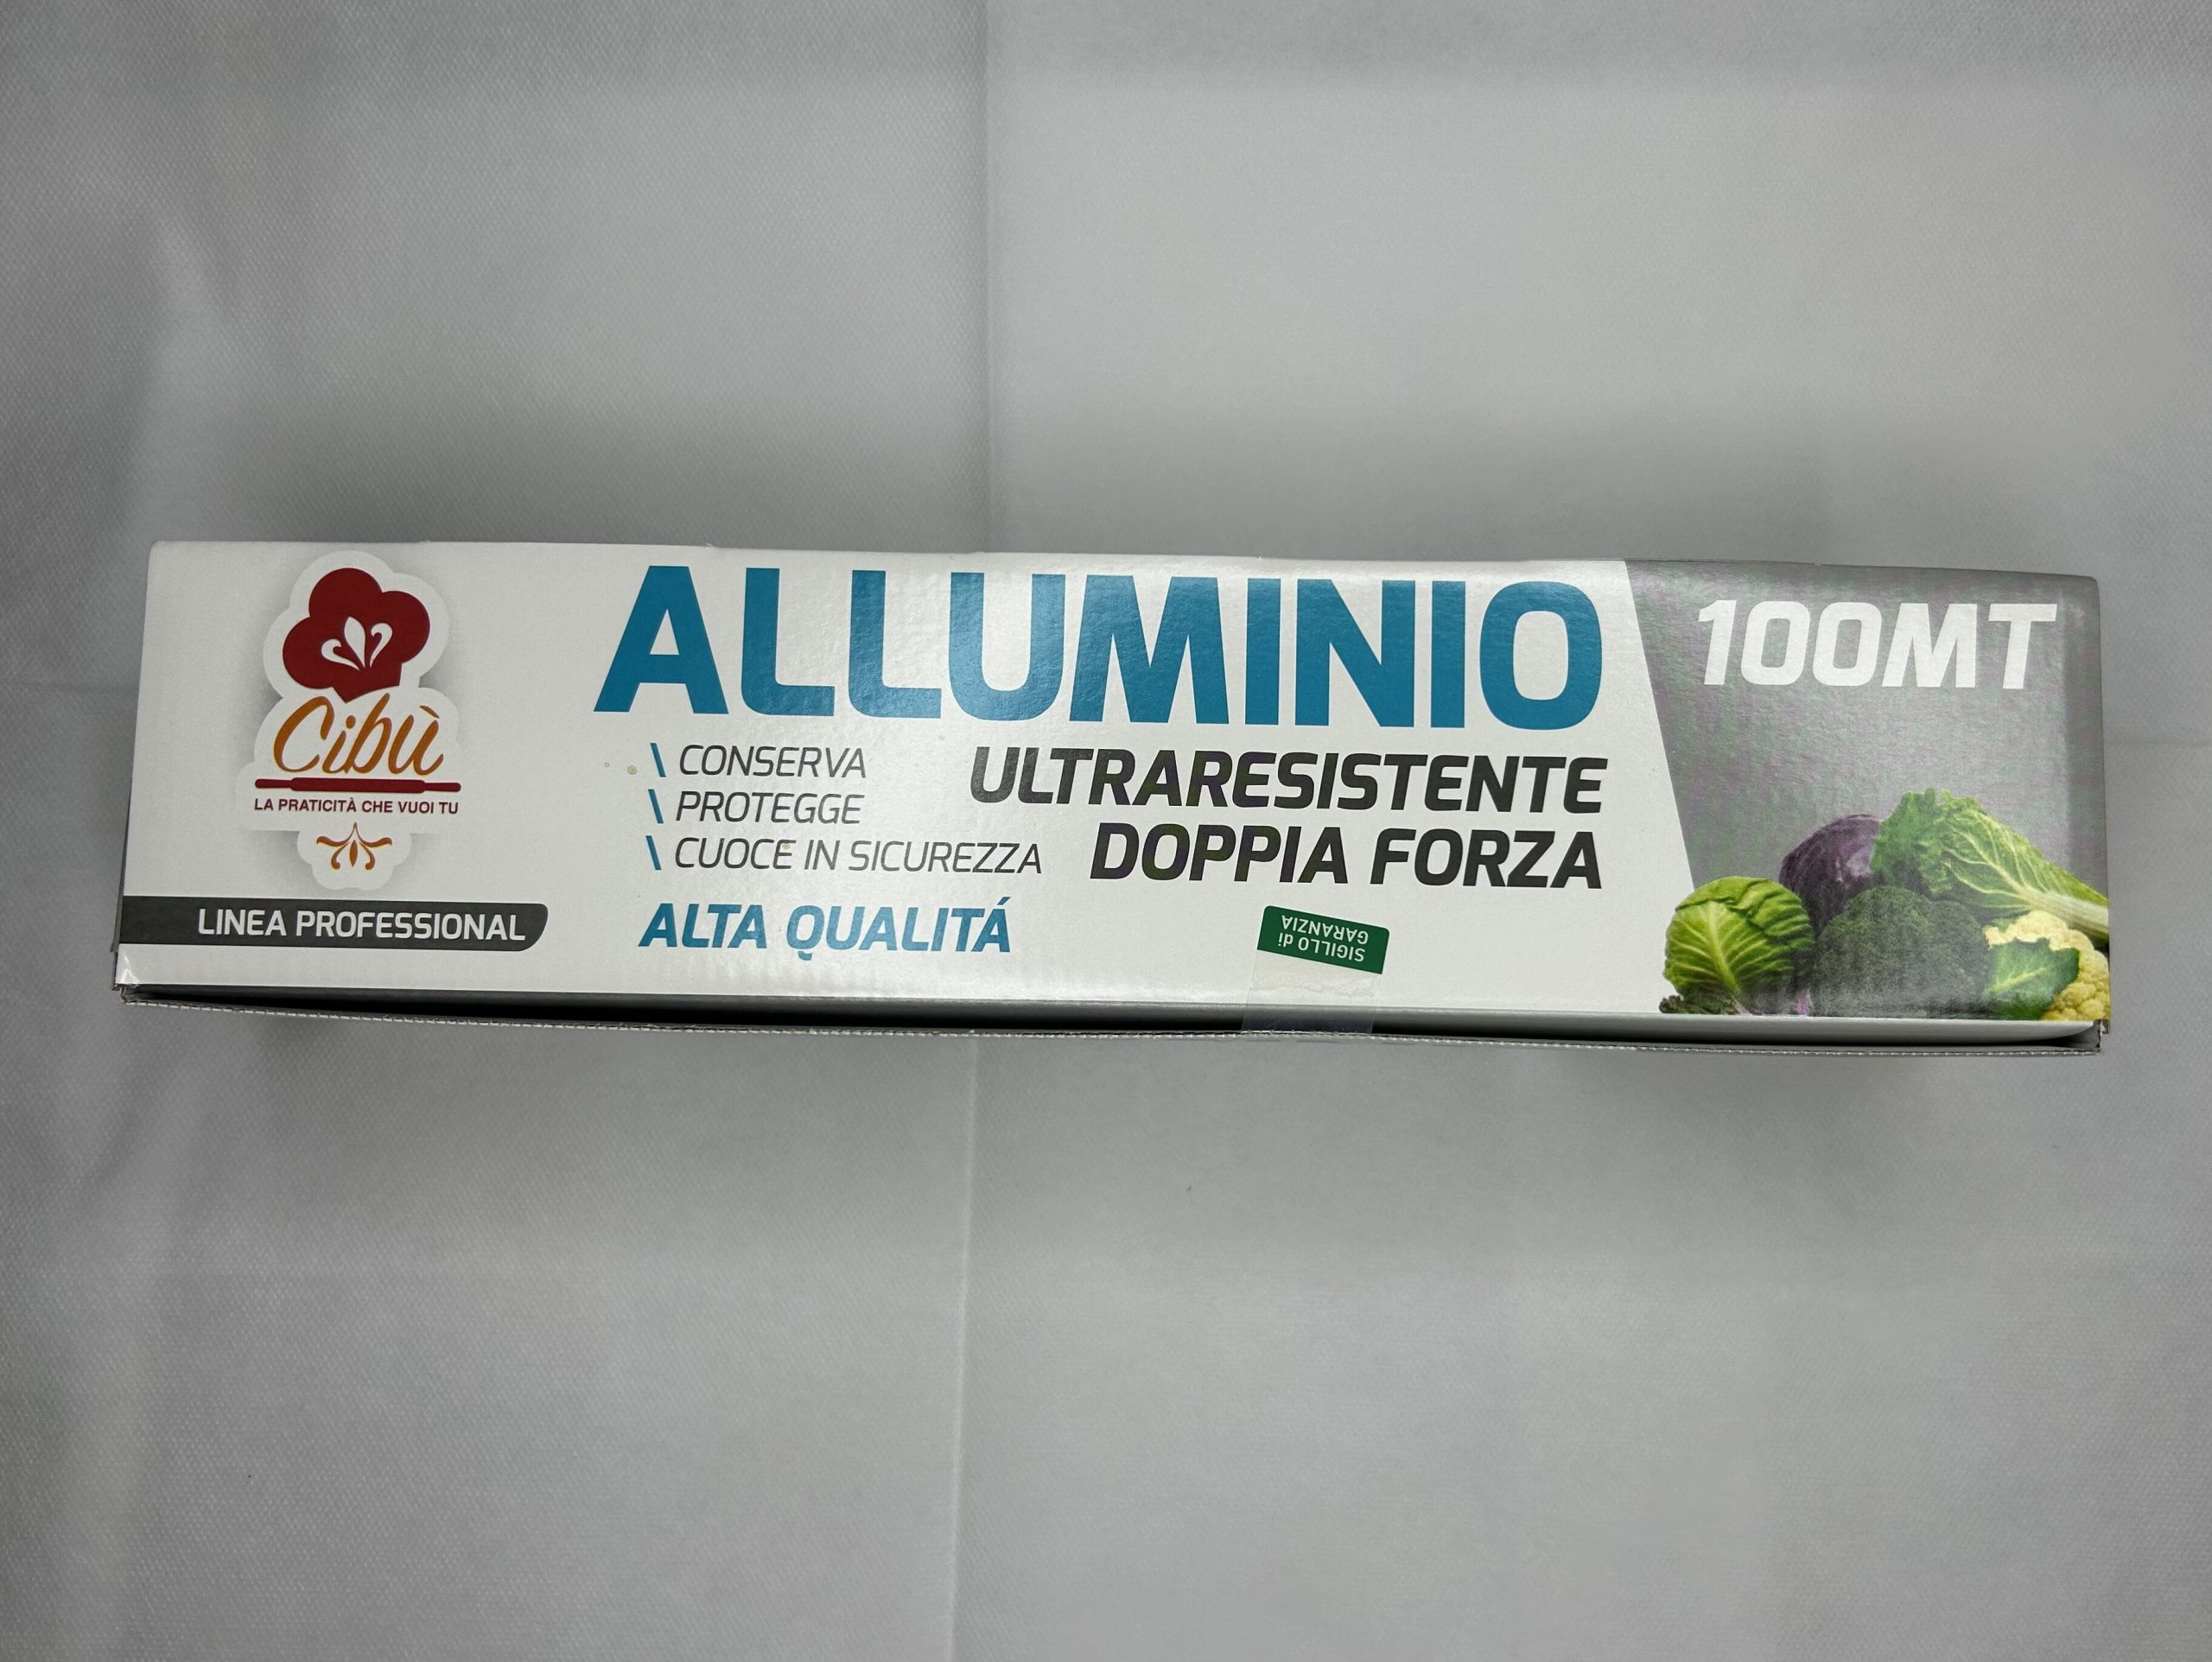 Cibù
LA PRATICITÀ CHE VUOI TU
LINEA PROFESSIONAL
ALLUMINIO
\ CONSERVA
\ PROTEGGE
\ CUOCE IN SICUREZZA
ULTRARESISTENTE
DOPPIA FORZA
ALTA QUALITÁ
SIGILLO di
GARANZIA
100MT